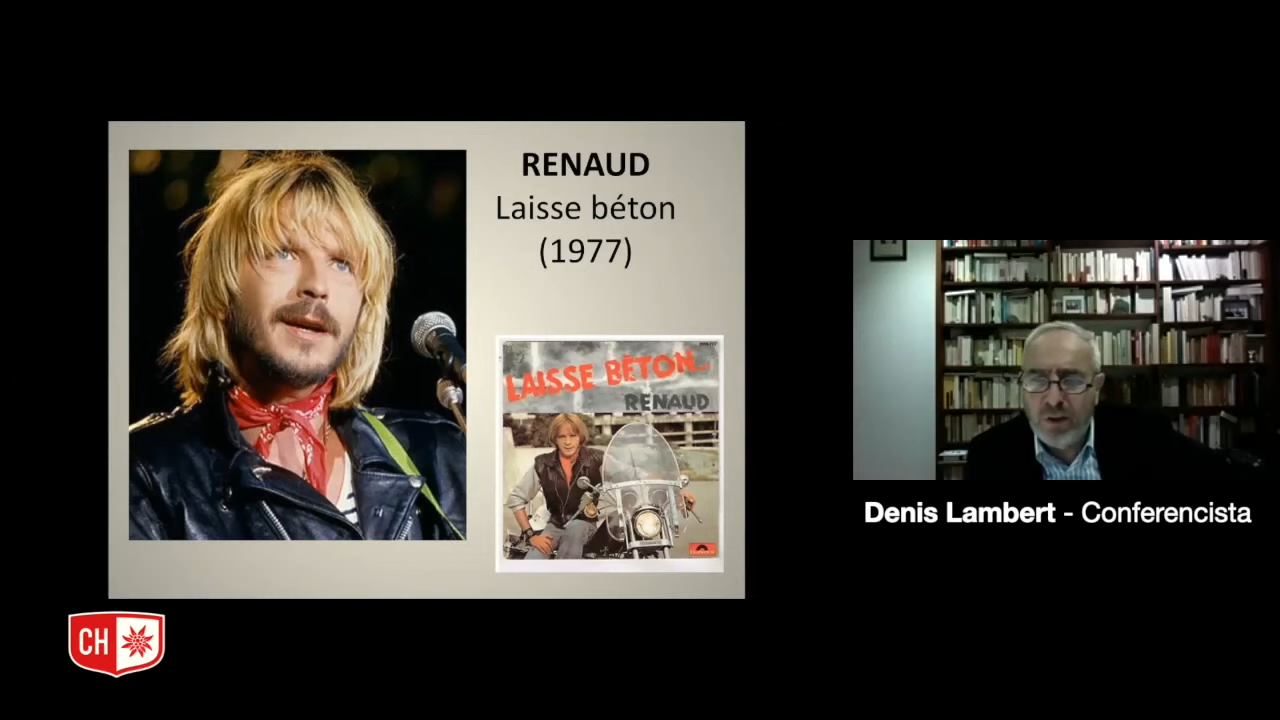 RENAUD
Laisse béton
(1977)
LAISSE BÉTON...
RENAUD
Denis Lambert - Conferencista
CH